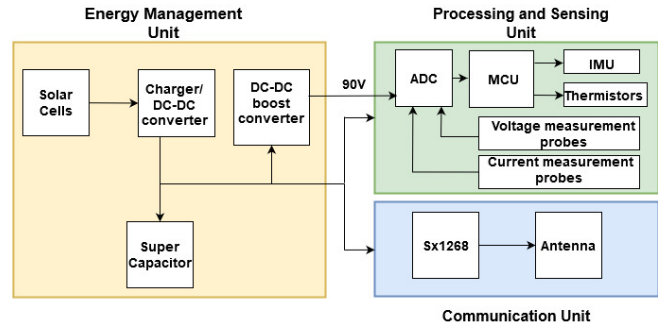 Energy Management
Unit
Processing and Sensing
Unit
Solar
Cells
Charger/
DC-DC
converter
DC-DC
boost
converter
90V
ADC
MCU
IMU
Thermistors
Voltage measurement
probes
Current measurement
probes
Super
Capacitor
Sx1268
Antenna
Communication Unit